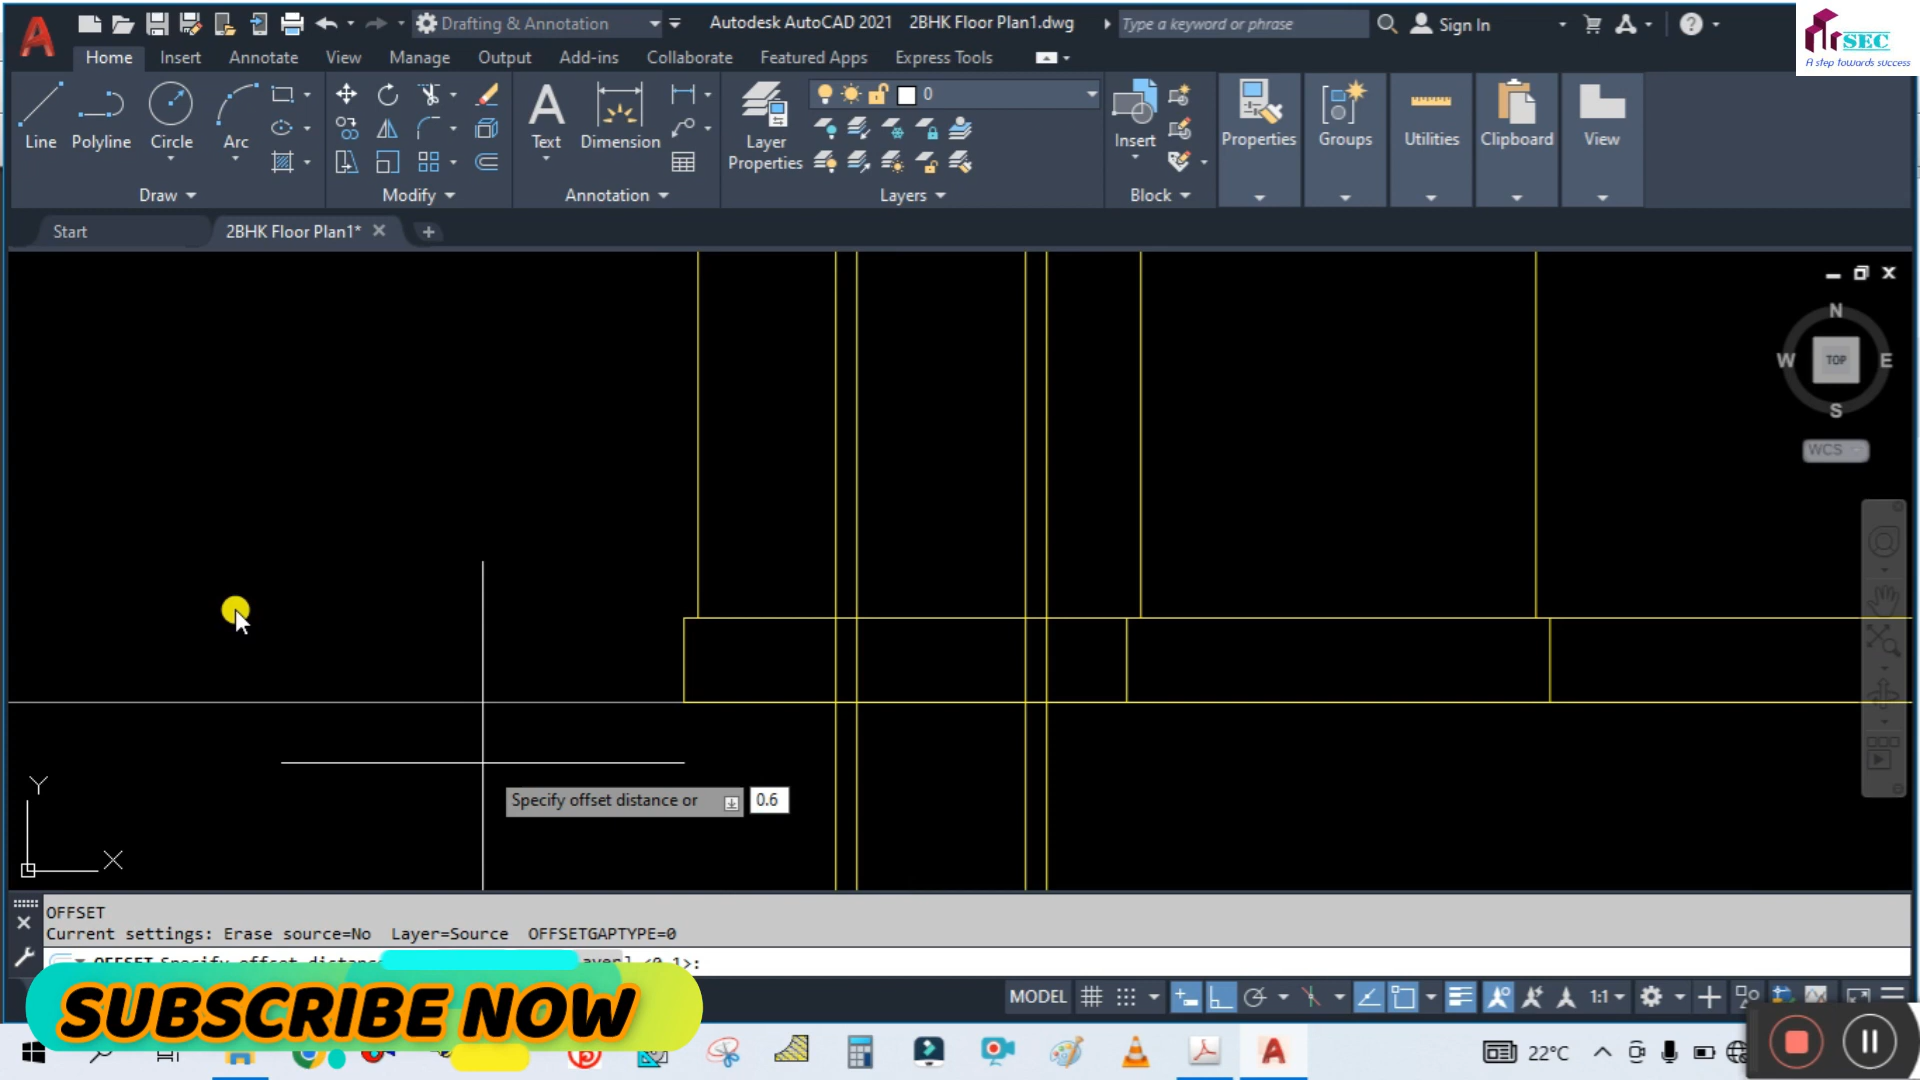 Drafting & Annotation
Autodesk AutoCAD 2021 2BHK Floor Plan1.dwg
Type a keyword or phrase
Sign In
SEC
A step towards success
Home Insert Annotate View Manage Output Add-ins Collaborate Featured Apps Express Tools
0
Line Polyline Circle Arc
Text Dimension
Layer Properties
Insert
Properties Groups Utilities Clipboard View
Draw Modify Annotation Layers Block
Start 2BHK Floor Plan1*
N
W TOP E
S
WCS
Specify offset distance or 0.6
Y
X
OFFSET
Current settings: Erase source=No Layer=Source OFFSETGAPTYPE=0
OFFSET Specify offset distance
SUBSCRIBE NOW
MODEL 1:1
22°C